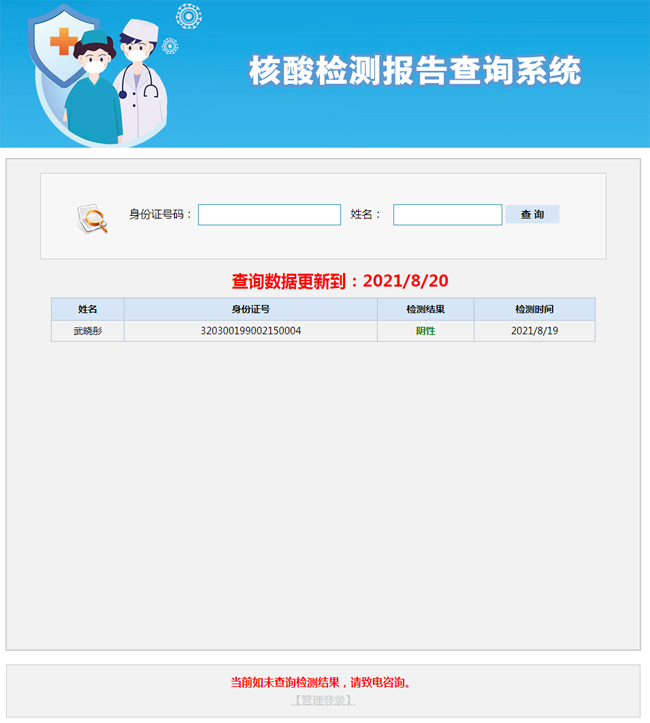 核酸检测报告查询系统
身份证号码： 姓名： 查 询
查询数据更新到：2021/8/20
姓名 身份证号 检测结果 检测时间
武晓彤 320300199002150004 阴性 2021/8/19
当前如未查询检测结果，请致电咨询。
【管理登录】